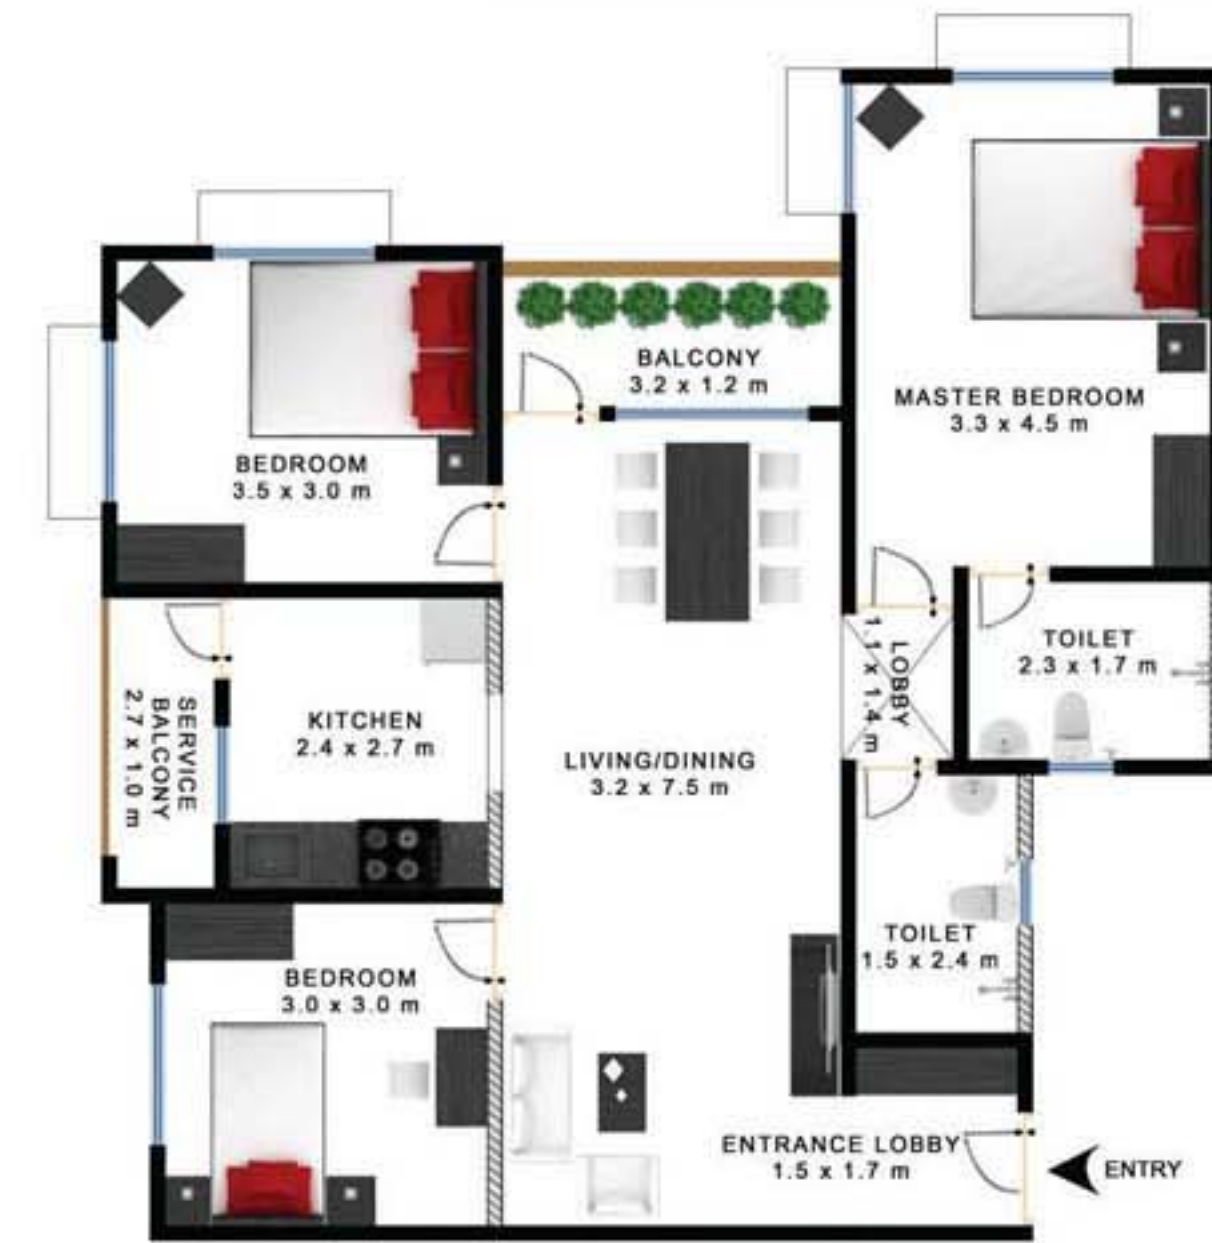 BALCONY
3.2 x 1.2 m
MASTER BEDROOM
3.3 x 4.5 m
BEDROOM
3.5 x 3.0 m
TOILET
2.3 x 1.7 m
LOBBY
1.1 x 1.4 m
SERVICE
BALCONY
2.7 x 1.0 m
KITCHEN
2.4 x 2.7 m
LIVING/DINING
3.2 x 7.5 m
TOILET
1.5 x 2.4 m
BEDROOM
3.0 x 3.0 m
ENTRANCE LOBBY
1.5 x 1.7 m
ENTRY